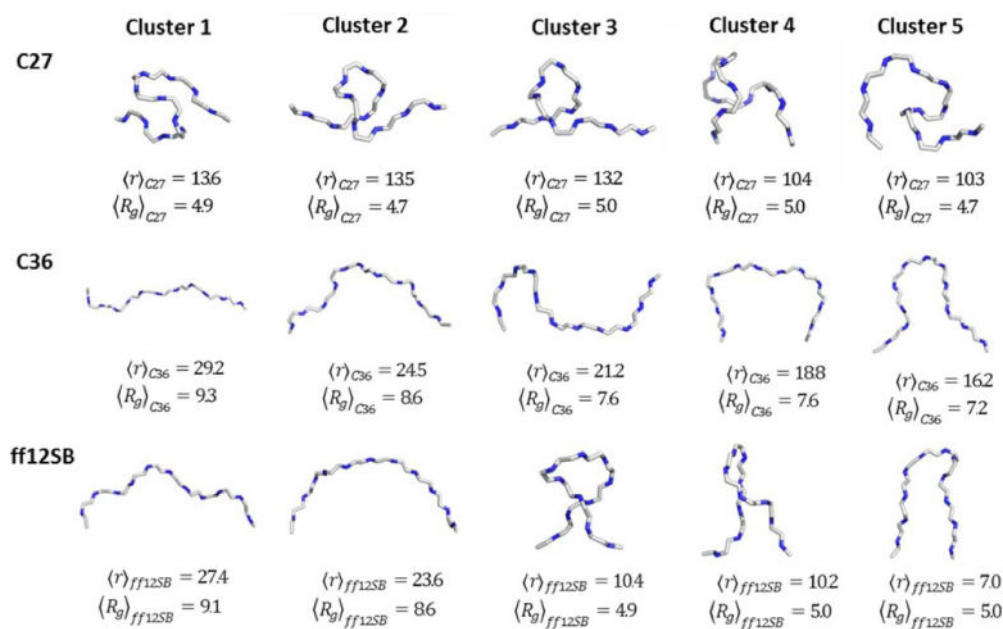 Cluster 1 Cluster 2 Cluster 3 Cluster 4 Cluster 5
C27
⟨r⟩C27 = 13.6 ⟨r⟩C27 = 13.5 ⟨r⟩C27 = 13.2 ⟨r⟩C27 = 10.4 ⟨r⟩C27 = 10.3
⟨Rg⟩C27 = 4.9 ⟨Rg⟩C27 = 4.7 ⟨Rg⟩C27 = 5.0 ⟨Rg⟩C27 = 5.0 ⟨Rg⟩C27 = 4.7
C36
⟨r⟩C36 = 29.2 ⟨r⟩C36 = 24.5 ⟨r⟩C36 = 21.2 ⟨r⟩C36 = 18.8 ⟨r⟩C36 = 16.2
⟨Rg⟩C36 = 9.3 ⟨Rg⟩C36 = 8.6 ⟨Rg⟩C36 = 7.6 ⟨Rg⟩C36 = 7.6 ⟨Rg⟩C36 = 7.2
ff12SB
⟨r⟩ff12SB = 27.4 ⟨r⟩ff12SB = 23.6 ⟨r⟩ff12SB = 10.4 ⟨r⟩ff12SB = 10.2 ⟨r⟩ff12SB = 7.0
⟨Rg⟩ff12SB = 9.1 ⟨Rg⟩ff12SB = 8.6 ⟨Rg⟩ff12SB = 4.9 ⟨Rg⟩ff12SB = 5.0 ⟨Rg⟩ff12SB = 5.0